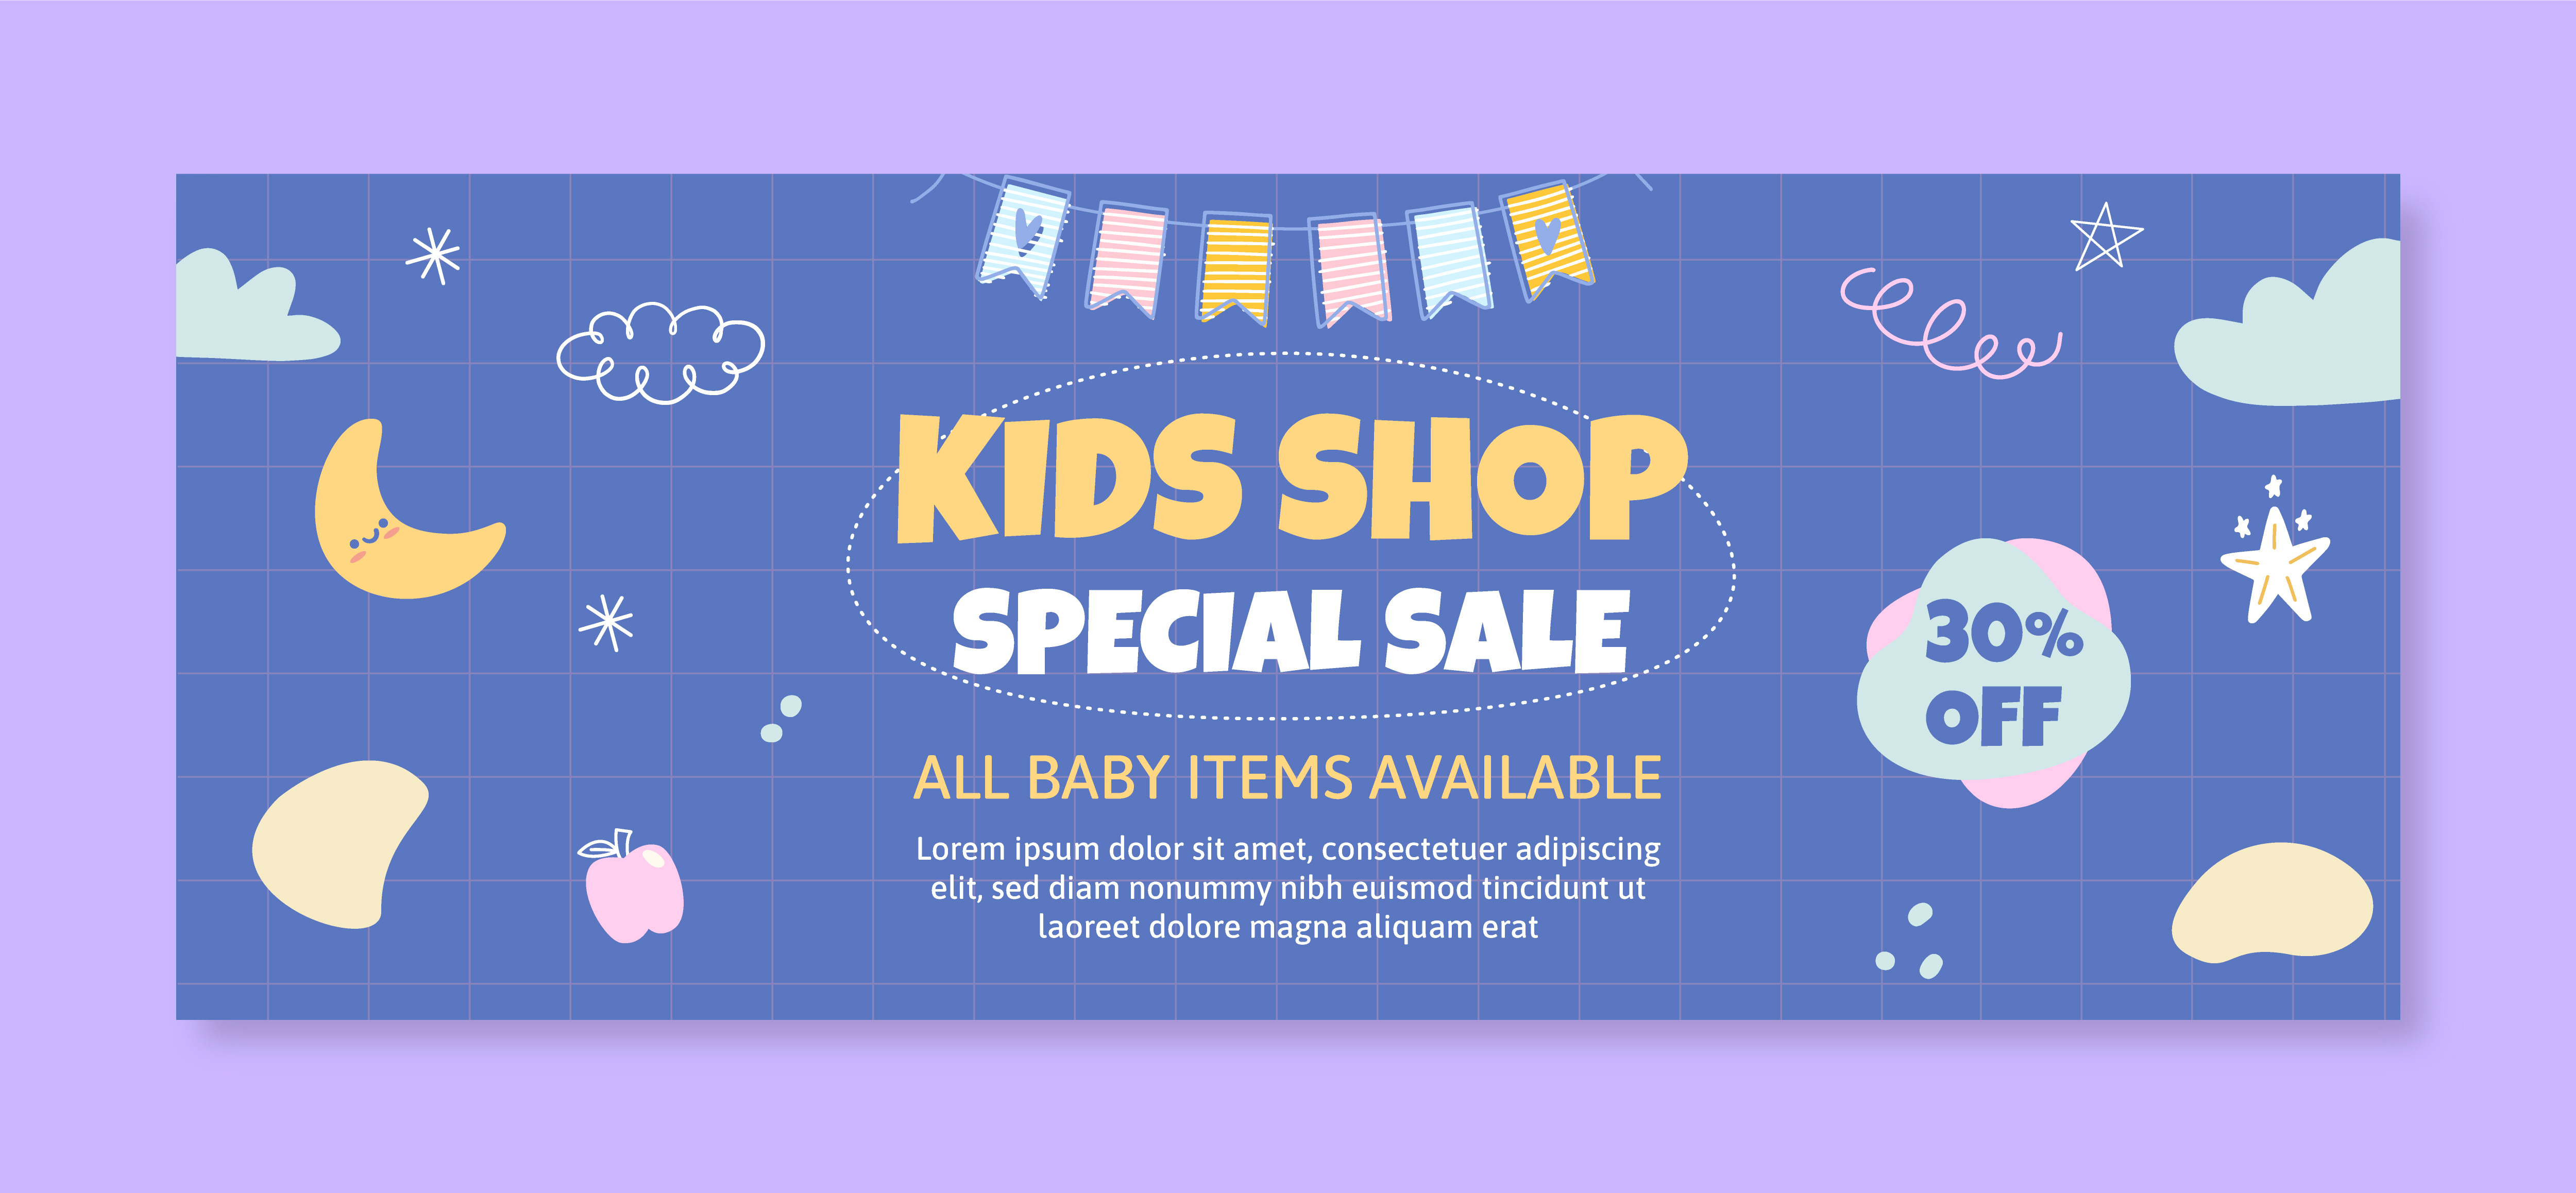 KIDS SHOP
SPECIAL SALE
ALL BABY ITEMS AVAILABLE
Lorem ipsum dolor sit amet, consectetuer adipiscing
elit, sed diam nonummy nibh euismod tincidunt ut
laoreet dolore magna aliquam erat
30%
OFF